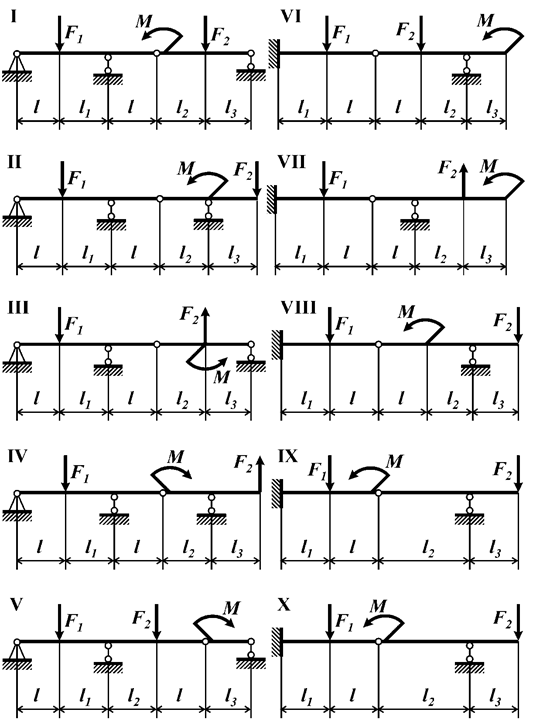 I F1 M F2
l l1 l l2 l3
II F1 M F2
l l1 l l2 l3
III F1 F2 M
l l1 l l2 l3
IV F1 M F2
l l1 l l2 l3
V F1 F2 M
l l1 l2 l l3
VI F1 F2 M
l1 l l l2 l3
VII F1 F2 M
l1 l l l2 l3
VIII F1 M F2
l1 l l l2 l3
IX F1 M F2
l1 l l2 l3
X F1 M F2
l1 l l2 l3